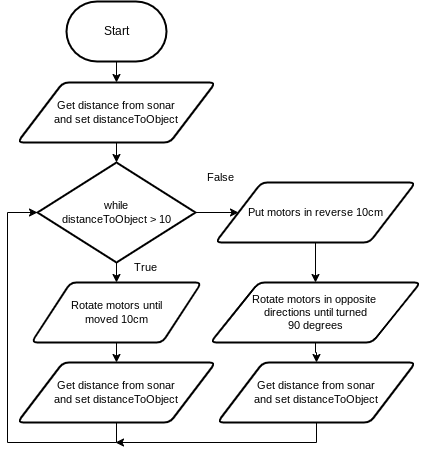 Start
Get distance from sonar
and set distanceToObject
while
distanceToObject > 10
False
True
Put motors in reverse 10cm
Rotate motors until
moved 10cm
Rotate motors in opposite
directions until turned
90 degrees
Get distance from sonar
and set distanceToObject
Get distance from sonar
and set distanceToObject